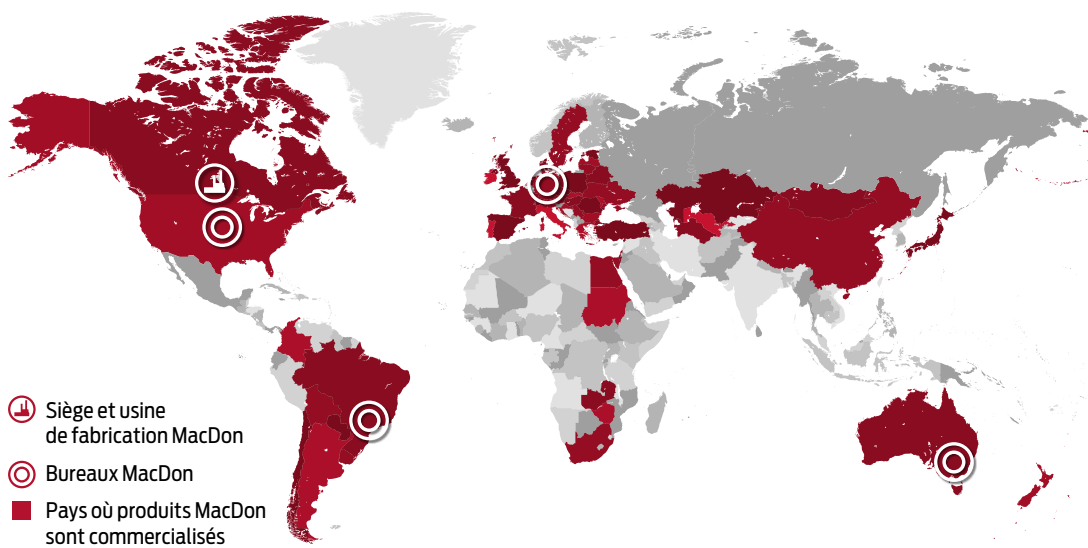 Siège et usine
de fabrication MacDon
Bureaux MacDon
Pays où produits MacDon
sont commercialisés